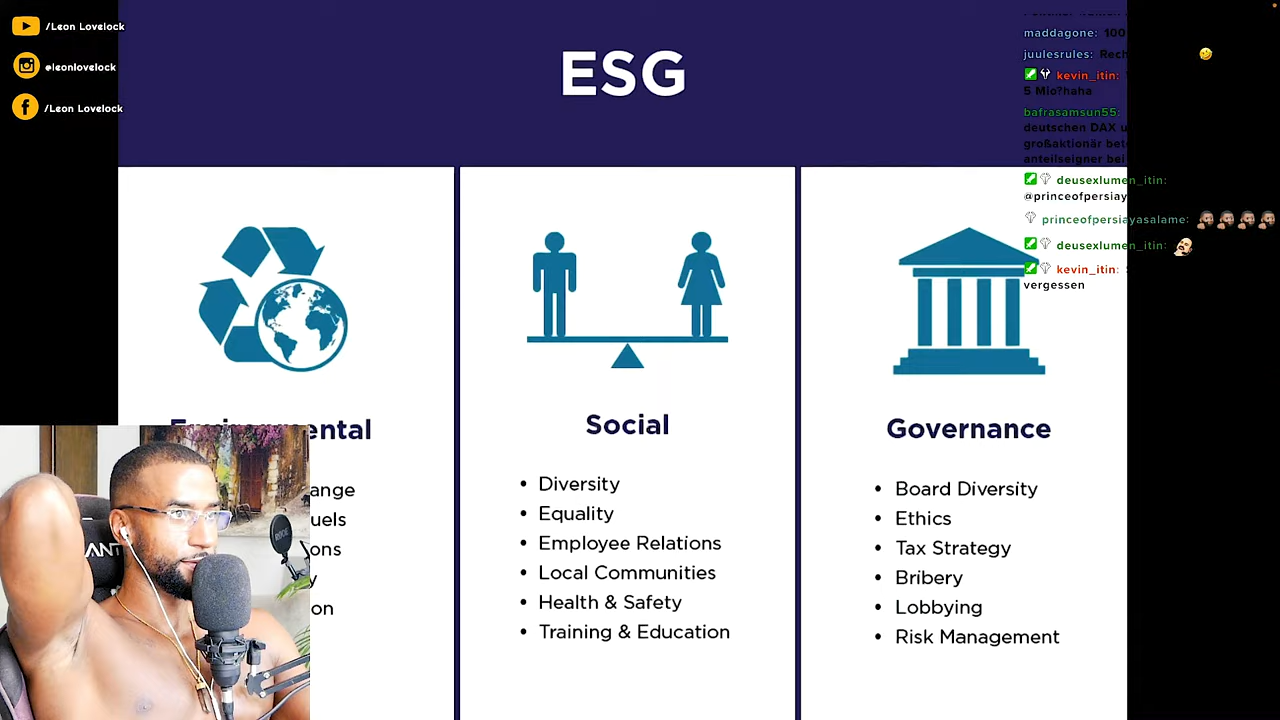 /Leon Lovelock
@leonlovelock
/Leon Lovelock
ESG
maddagone: 100
juulesrules: Rech
kevin_itin:
5 Mio?haha
bafrasamsun55:
deutschen DAX u
großaktionär bet
anteilseigner bei
deusexlumen_itin:
@princeofpersiay
princeofpersiayasalame:
deusexlumen_itin:
kevin_itin:
vergessen
ental
ange
uels
ons
y
on
Social
• Diversity
• Equality
• Employee Relations
• Local Communities
• Health & Safety
• Training & Education
Governance
• Board Diversity
• Ethics
• Tax Strategy
• Bribery
• Lobbying
• Risk Management
ANT
RODE